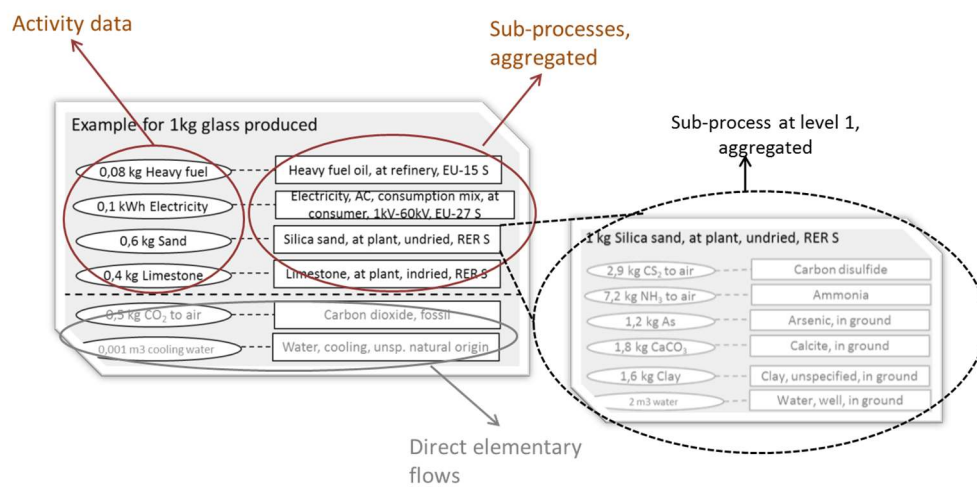 Activity data
Sub-processes,
aggregated
Example for 1kg glass produced
0,08 kg Heavy fuel
Heavy fuel oil, at refinery, EU-15 S
0,1 kWh Electricity
Electricity, AC, consumption mix, at
consumer, 1kV-60kV, EU-27 S
0,6 kg Sand
Silica sand, at plant, undried, RER S
0,4 kg Limestone
Limestone, at plant, indried, RER S
0,5 kg CO₂ to air
Carbon dioxide, fossil
0,001 m3 cooling water
Water, cooling, unsp. natural origin
Direct elementary
flows
Sub-process at level 1,
aggregated
1 kg Silica sand, at plant, undried, RER S
2,9 kg CS₂ to air
Carbon disulfide
7,2 kg NH₃ to air
Ammonia
1,2 kg As
Arsenic, in ground
1,8 kg CaCO₃
Calcite, in ground
1,6 kg Clay
Clay, unspecified, in ground
2 m3 water
Water, well, in ground